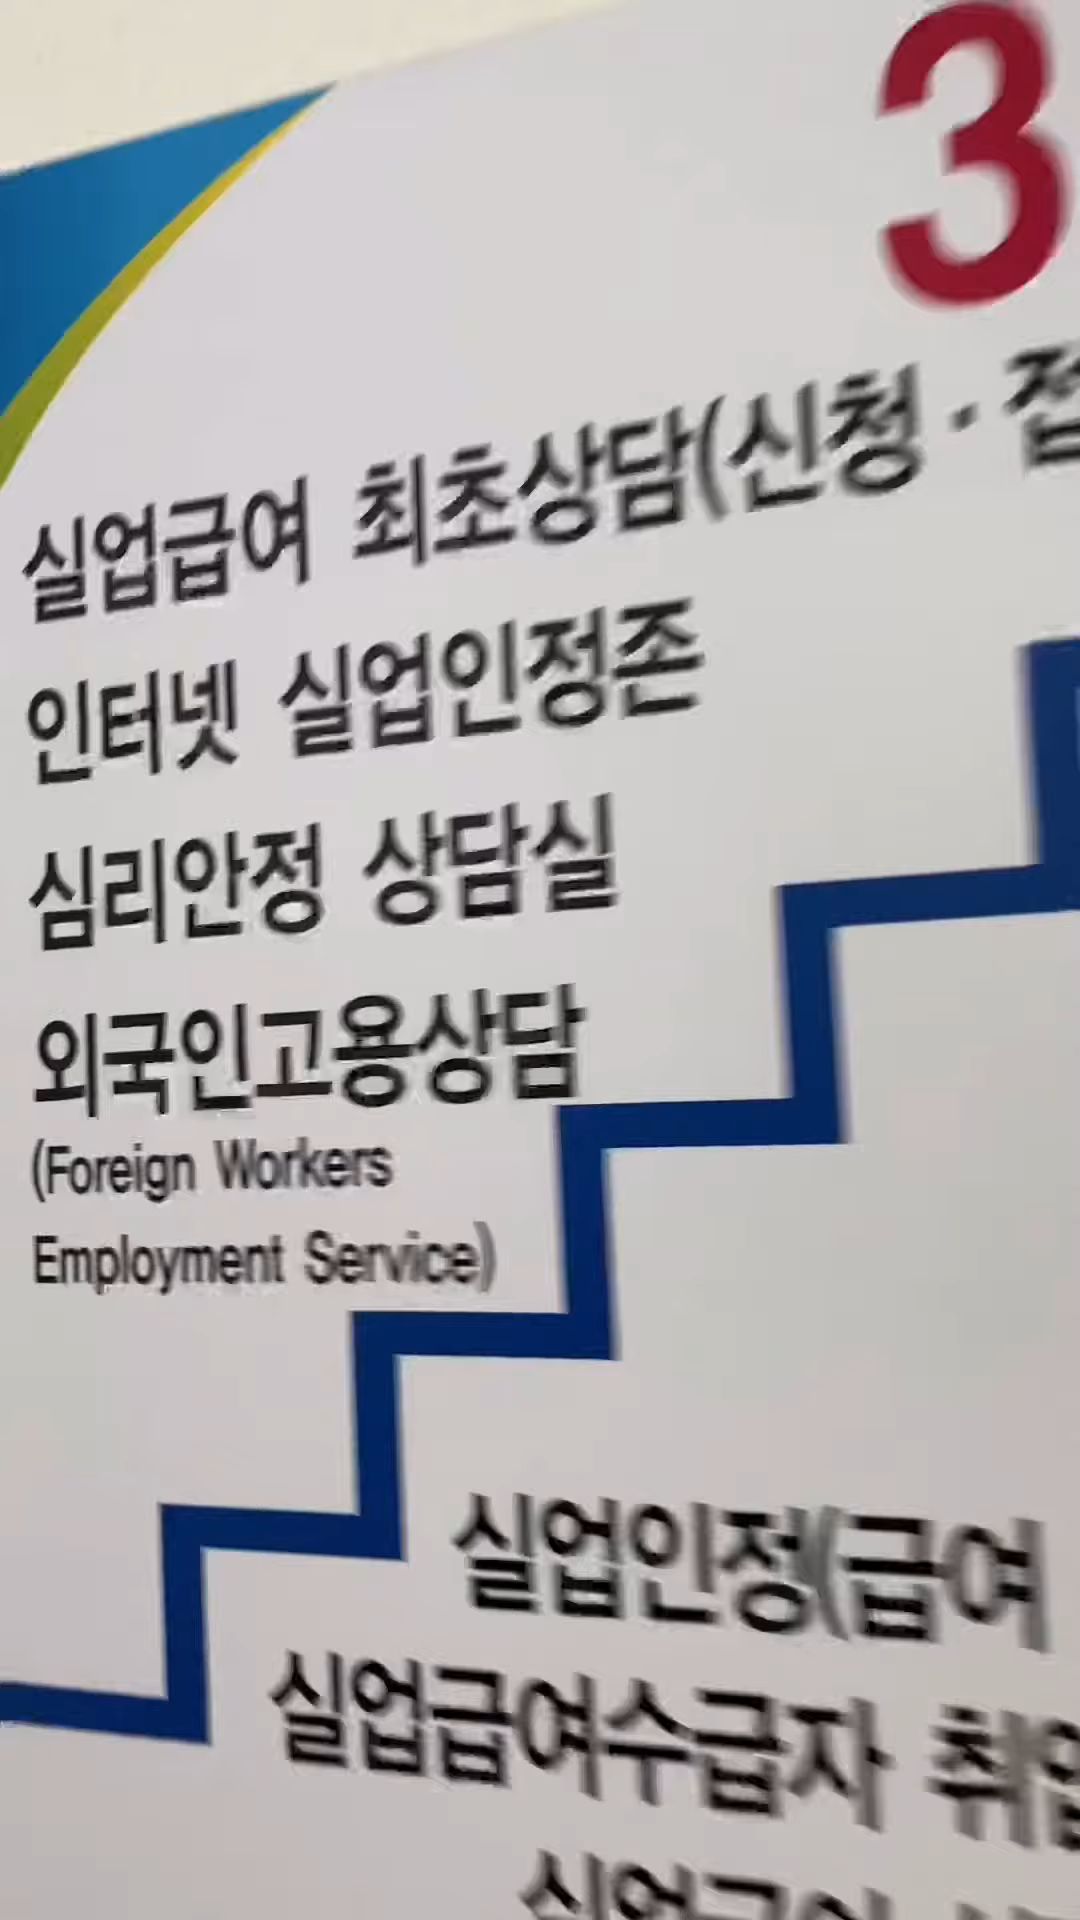 3
실업급여 최초상담(신청 ·
인터넷 실업인정존
심리안정 상담실
외국인고용상담
(Foreign Workers
Employment Service)
실업인정(급여
실업급여수급자